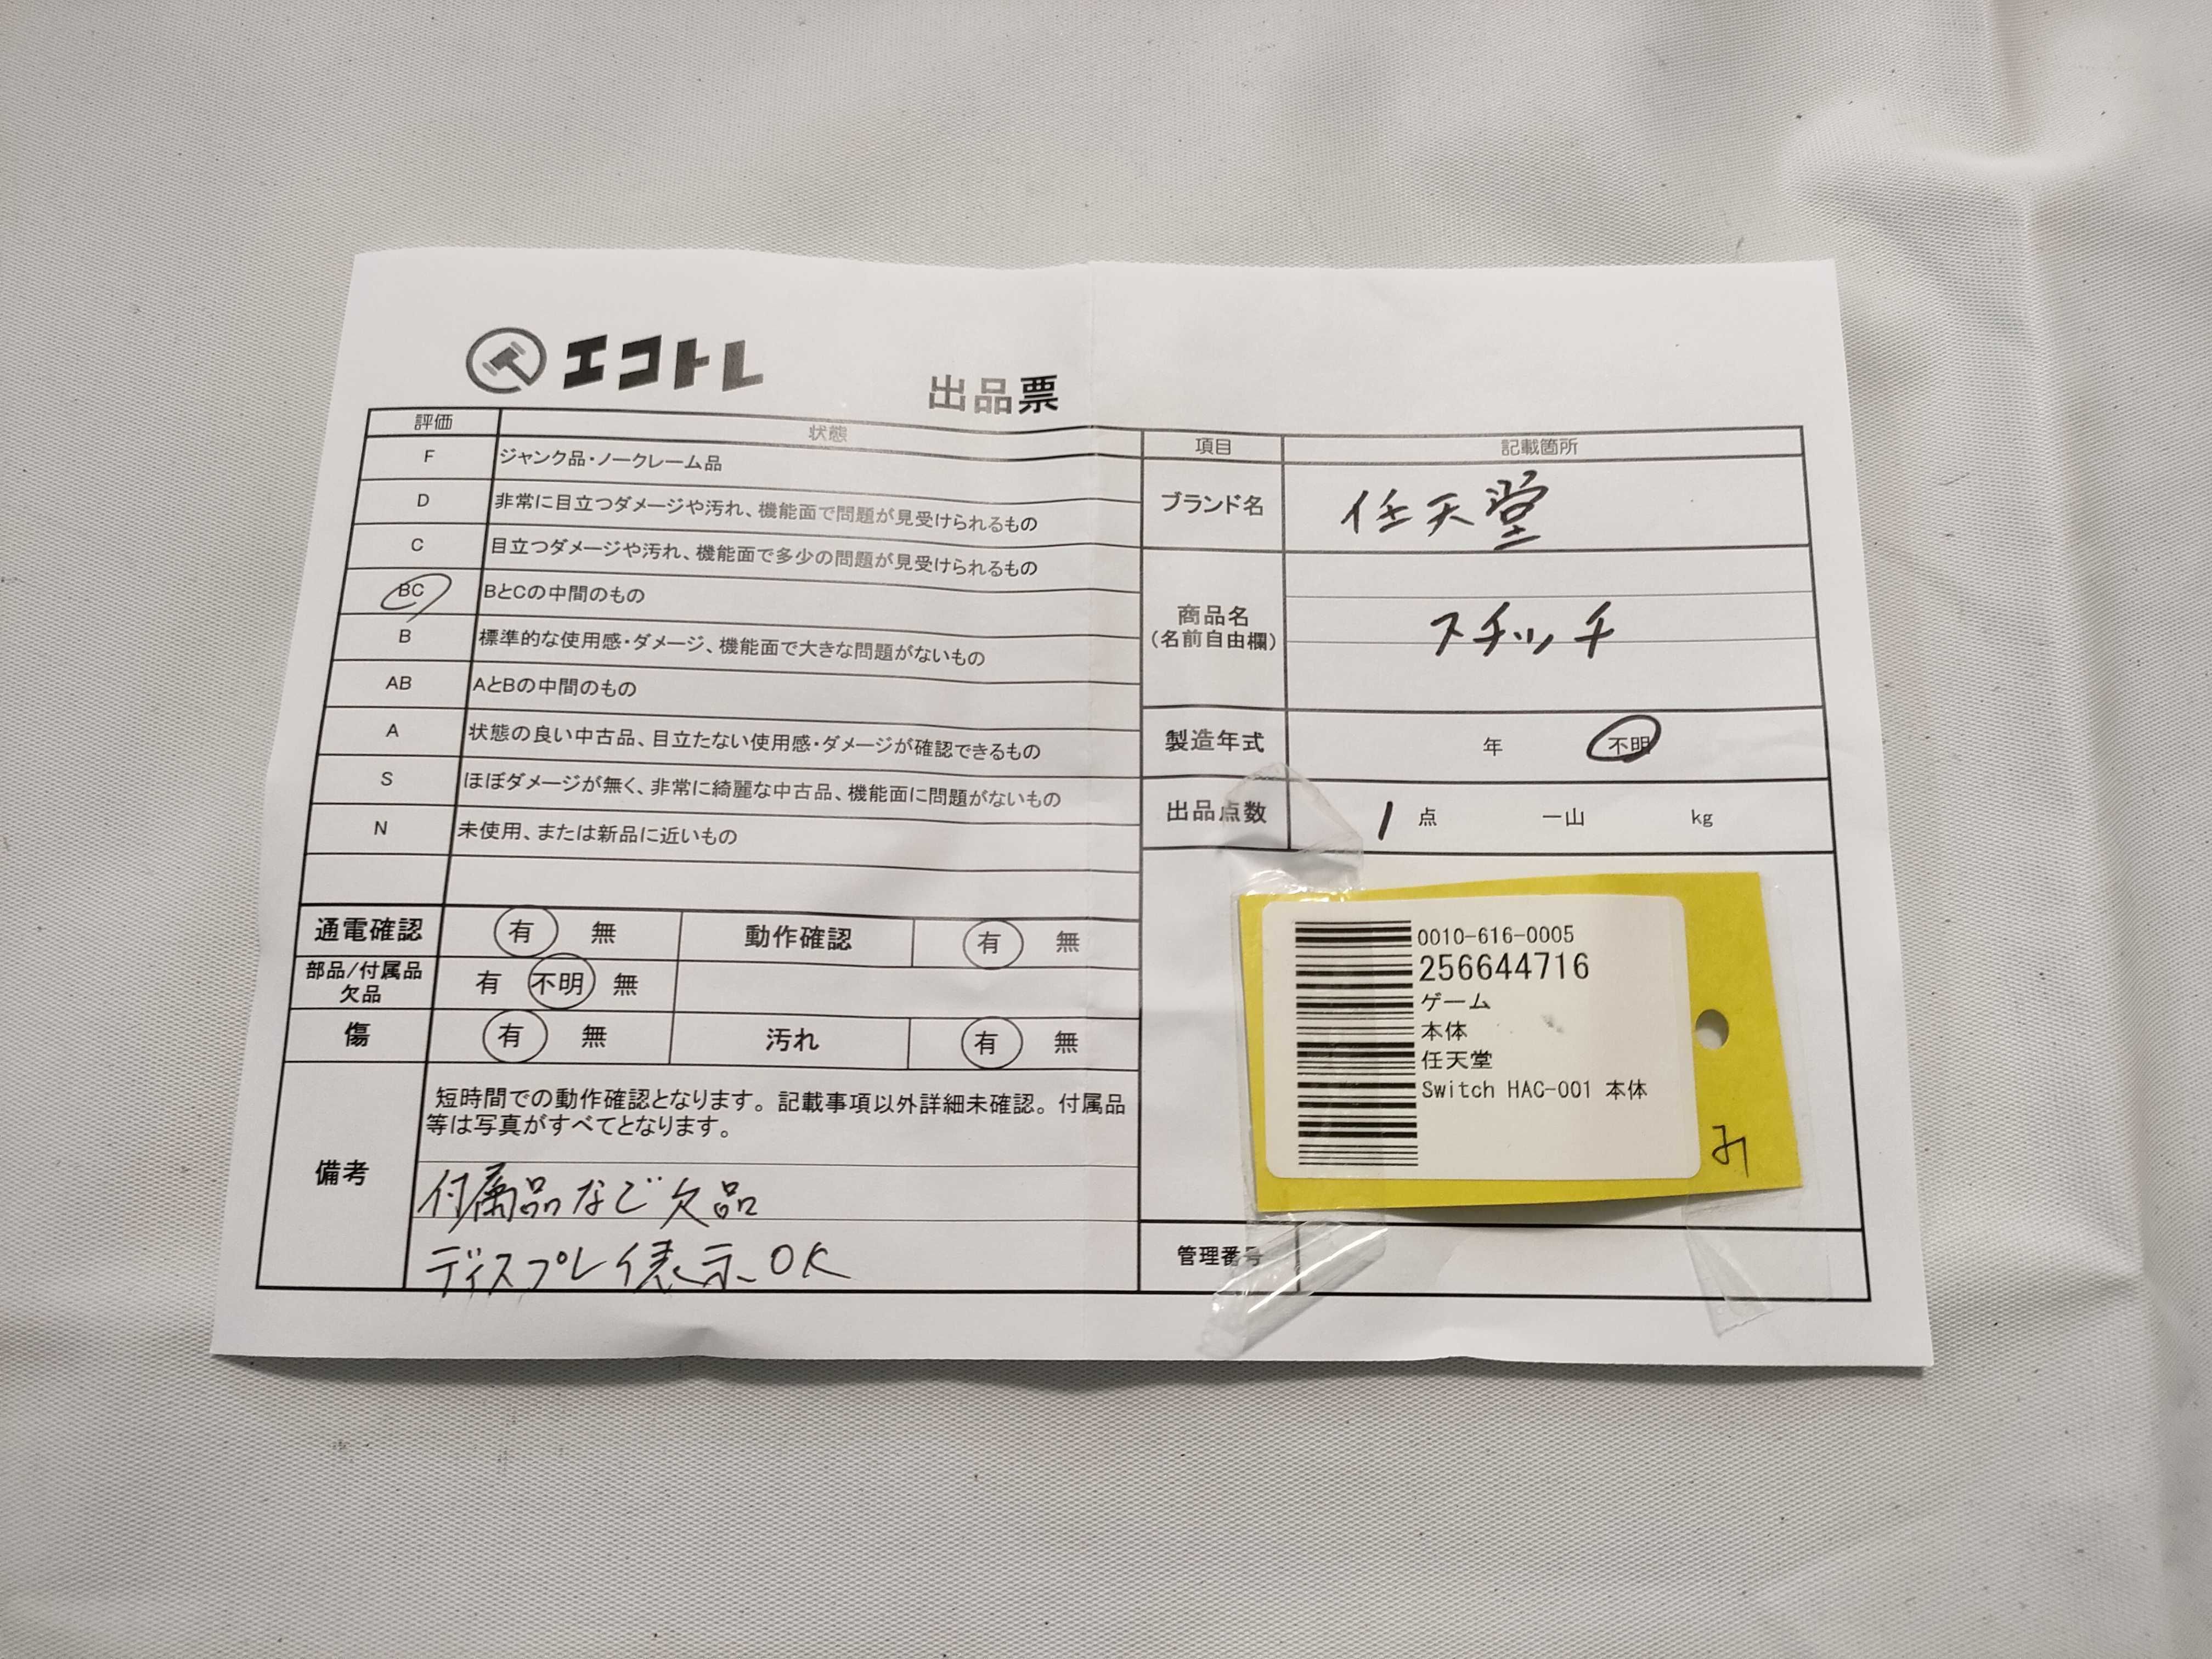 エコトレ
出品票
評価 状態
F ジャンク品・ノークレーム品
D 非常に目立つダメージや汚れ、機能面で問題が見受けられるもの
C 目立つダメージや汚れ、機能面で多少の問題が見受けられるもの
BC BとCの中間のもの
B 標準的な使用感・ダメージ、機能面で大きな問題がないもの
AB AとBの中間のもの
A 状態の良い中古品、目立たない使用感・ダメージが確認できるもの
S ほぼダメージが無く、非常に綺麗な中古品、機能面に問題がないもの
N 未使用、または新品に近いもの
通電確認 有 無 動作確認 有 無
部品/付属品
欠品 有 不明 無
傷 有 無 汚れ 有 無
備考
短時間での動作確認となります。記載事項以外詳細未確認。付属品
等は写真がすべてとなります。
付属品など欠品
ディスプレイ表示OK
項目 記載箇所
ブランド名 任天堂
商品名
(名前自由欄)
スチッチ
製造年式 年 不明
出品点数 1 点 一山 kg
0010-616-0005
256644716
ゲーム
本体
任天堂
Switch HAC-001 本体
み
管理番号